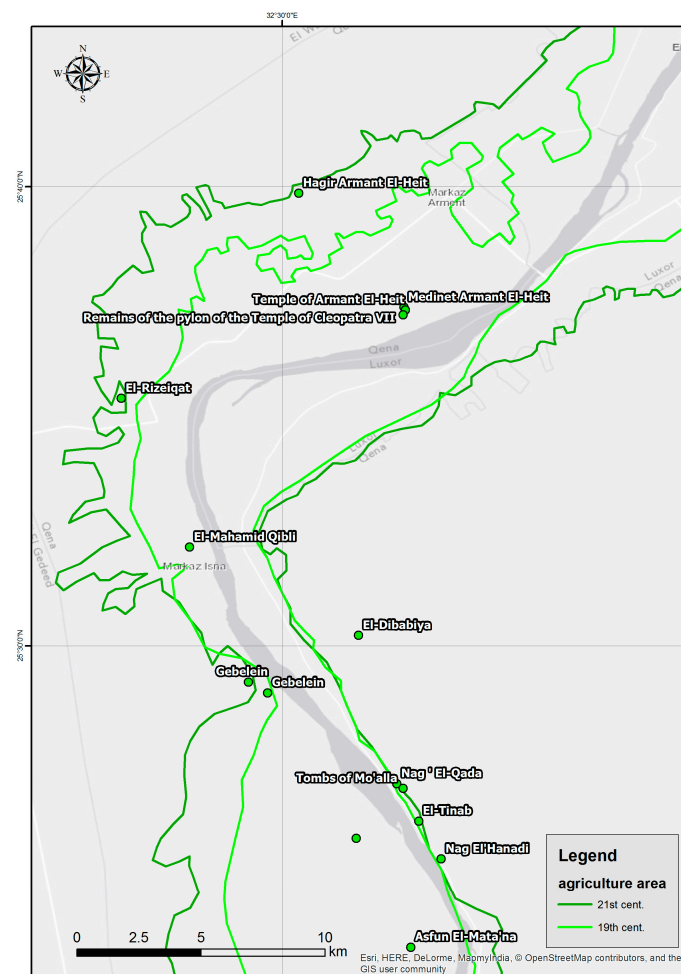 32°30'0"E
El W
Qe
N
W E
S
E
25°40'0"N
Hagir Armant El-Heit
Markaz
Arment
Luxor
Qena
Temple of Armant El-Heit
Medinet Armant El-Heit
Remains of the pylon of the Temple of Cleopatra VII
Qena
Luxor
El-Rizeiqat
Luxor
Qena
Qena
El Gedeed
El-Mahamid Qibli
Markaz Isna
El-Dibabiya
25°30'0"N
Gebelein
Gebelein
Nag ' El-Qada
Tombs of Mo'alla
El-Tinab
Nag El'Hanadi
Legend
agriculture area
21st cent.
19th cent.
Asfun El-Mata'na
0 2.5 5 10
km
Esri, HERE, DeLorme, MapmyIndia, © OpenStreetMap contributors, and the
GIS user community